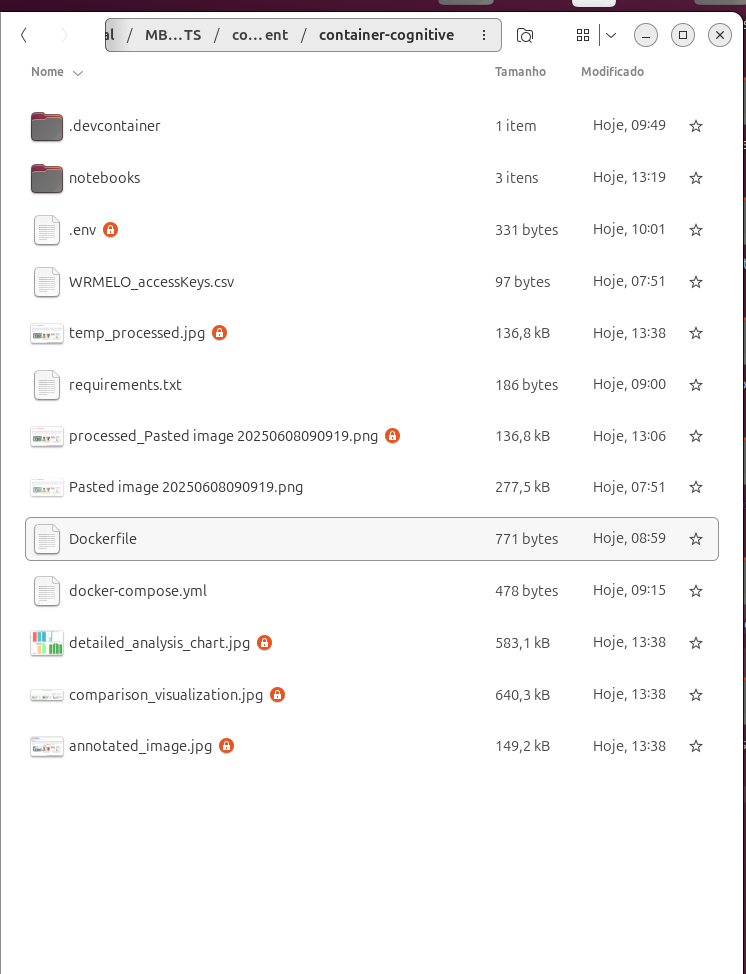 al / MB…TS / co…ent / container-cognitive
Nome Tamanho Modificado
.devcontainer 1 item Hoje, 09:49
notebooks 3 itens Hoje, 13:19
.env 331 bytes Hoje, 10:01
WRMELO_accessKeys.csv 97 bytes Hoje, 07:51
temp_processed.jpg 136,8 kB Hoje, 13:38
requirements.txt 186 bytes Hoje, 09:00
processed_Pasted image 20250608090919.png 136,8 kB Hoje, 13:06
Pasted image 20250608090919.png 277,5 kB Hoje, 07:51
Dockerfile 771 bytes Hoje, 08:59
docker-compose.yml 478 bytes Hoje, 09:15
detailed_analysis_chart.jpg 583,1 kB Hoje, 13:38
comparison_visualization.jpg 640,3 kB Hoje, 13:38
annotated_image.jpg 149,2 kB Hoje, 13:38